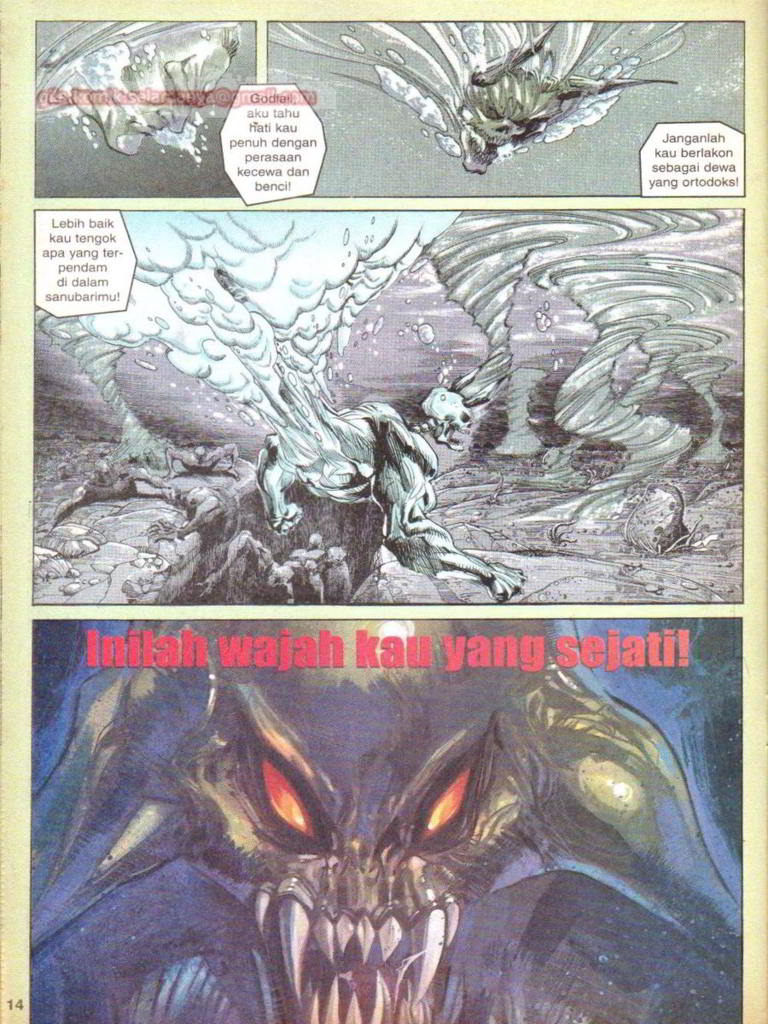 Godfall,
aku tahu
hati kau
penuh dengan
perasaan
kecewa dan
benci!
Janganlah
kau berlakon
sebagai dewa
yang ortodoks!
Lebih baik
kau tengok
apa yang ter-
pendam
di dalam
sanubarimu!
Inilah wajah kau yang sejati!
14